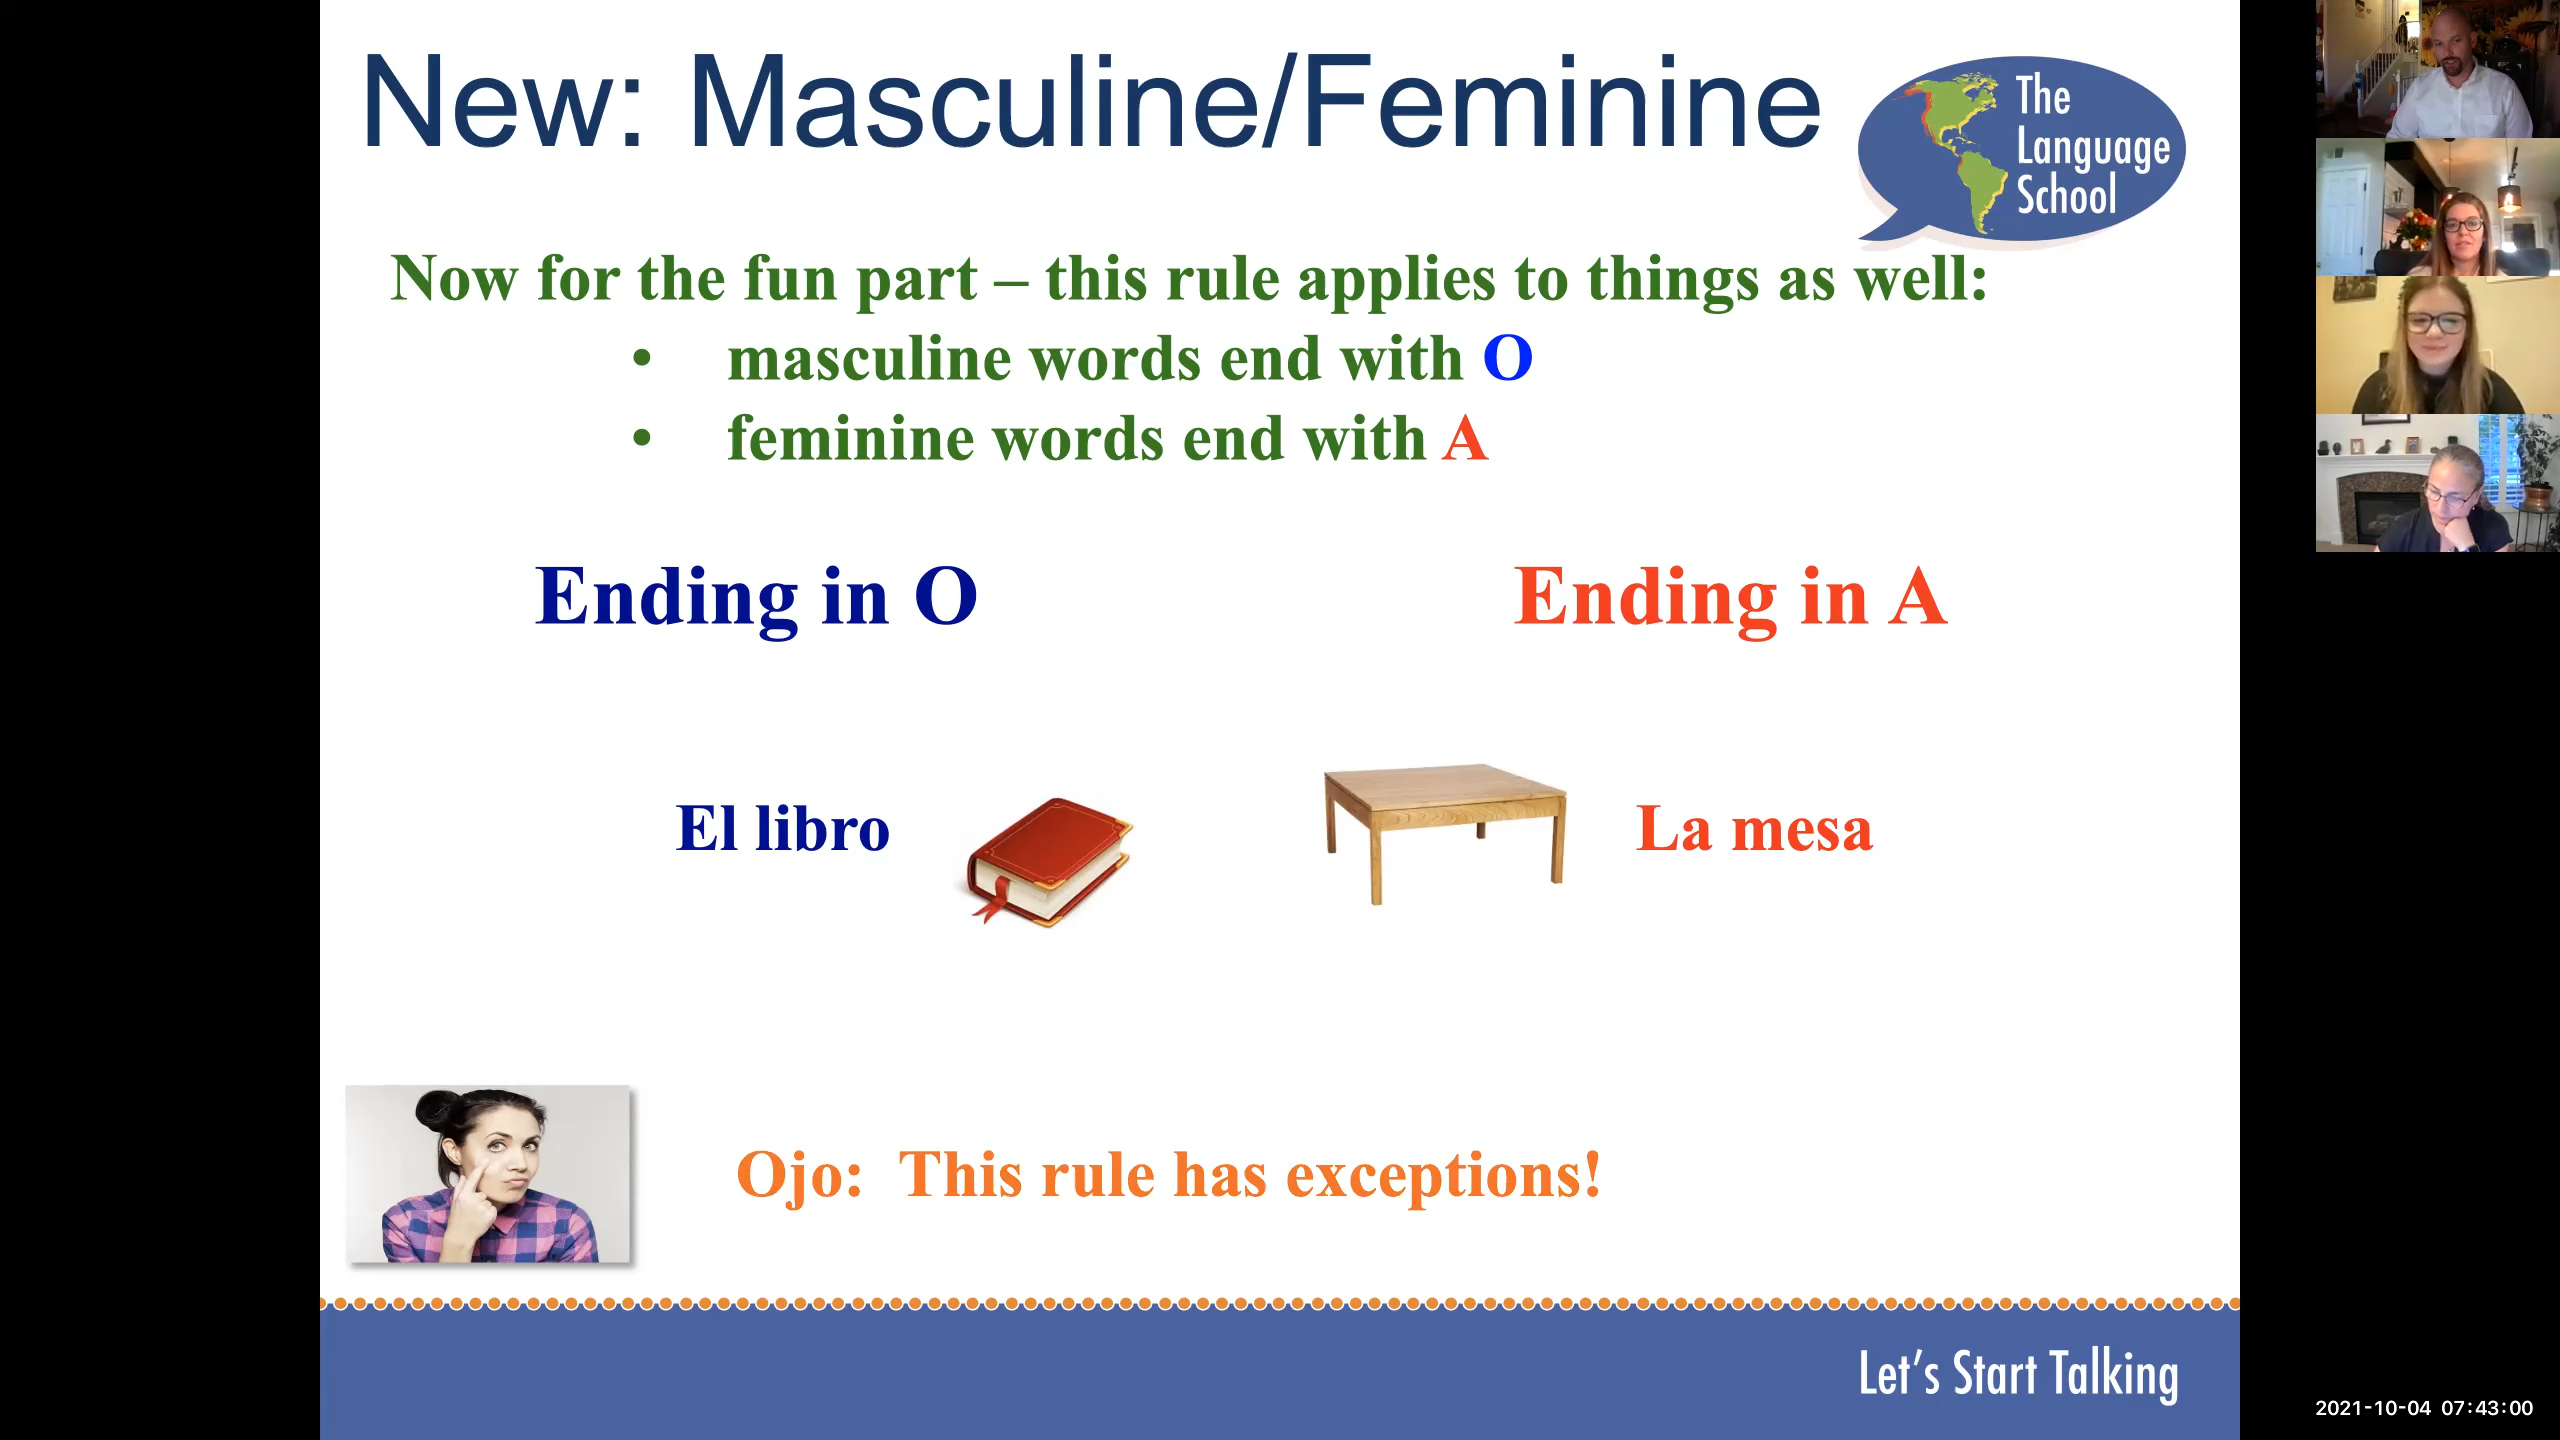 New: Masculine/Feminine
The
Language
School
Now for the fun part – this rule applies to things as well:
• masculine words end with O
• feminine words end with A
Ending in O
Ending in A
El libro
La mesa
Ojo: This rule has exceptions!
Let's Start Talking
2021-10-04 07:43:00